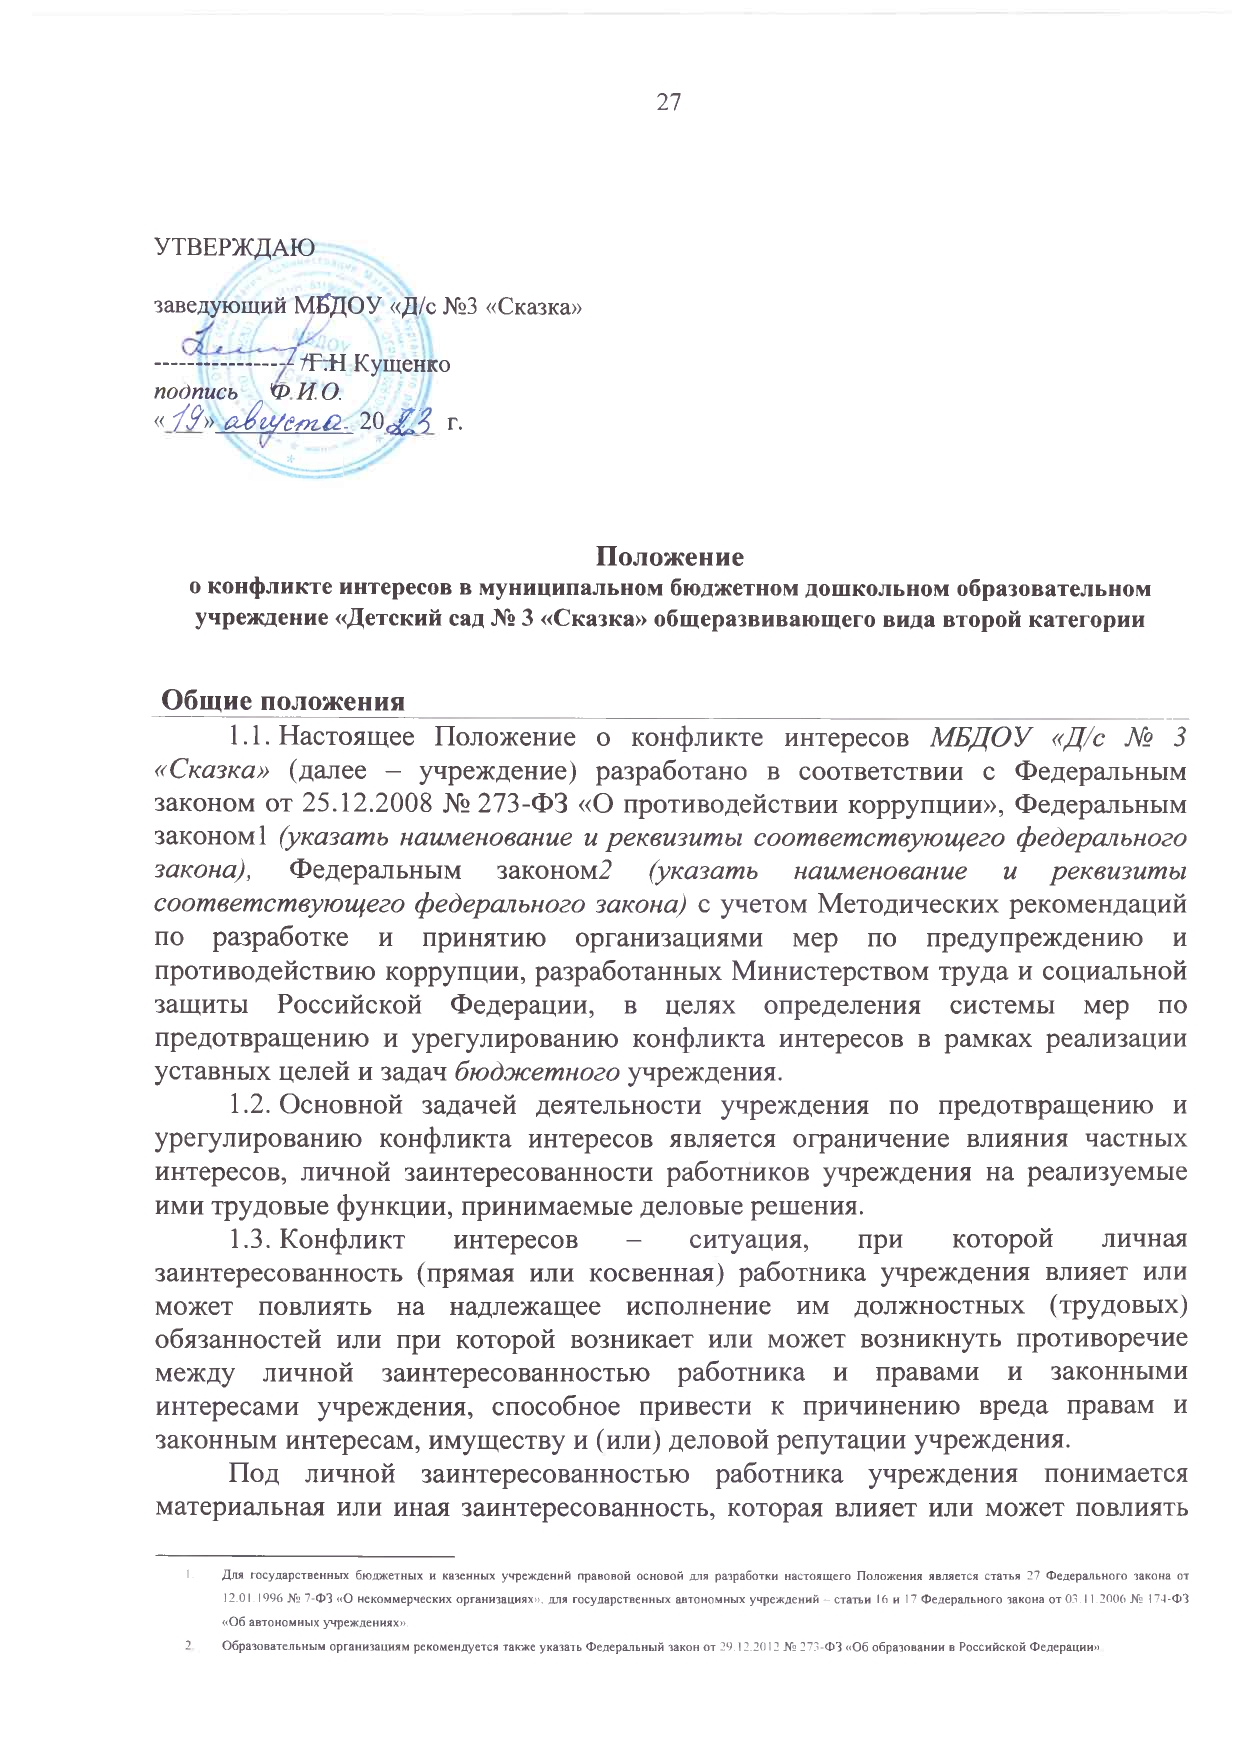 27
УТВЕРЖДАЮ
заведующий МБДОУ «Д/с №3 «Сказка»
----------------- /Г.Н Кущенко
подпись Ф.И.О.
«19» августа 2023 г.
Положение
о конфликте интересов в муниципальном бюджетном дошкольном образовательном
учреждение «Детский сад № 3 «Сказка» общеразвивающего вида второй категории
Общие положения
1.1. Настоящее Положение о конфликте интересов МБДОУ «Д/с № 3
«Сказка» (далее – учреждение) разработано в соответствии с Федеральным
законом от 25.12.2008 № 273-ФЗ «О противодействии коррупции», Федеральным
законом1 (указать наименование и реквизиты соответствующего федерального
закона), Федеральным законом2 (указать наименование и реквизиты
соответствующего федерального закона) с учетом Методических рекомендаций
по разработке и принятию организациями мер по предупреждению и
противодействию коррупции, разработанных Министерством труда и социальной
защиты Российской Федерации, в целях определения системы мер по
предотвращению и урегулированию конфликта интересов в рамках реализации
уставных целей и задач бюджетного учреждения.
1.2. Основной задачей деятельности учреждения по предотвращению и
урегулированию конфликта интересов является ограничение влияния частных
интересов, личной заинтересованности работников учреждения на реализуемые
ими трудовые функции, принимаемые деловые решения.
1.3. Конфликт интересов – ситуация, при которой личная
заинтересованность (прямая или косвенная) работника учреждения влияет или
может повлиять на надлежащее исполнение им должностных (трудовых)
обязанностей или при которой возникает или может возникнуть противоречие
между личной заинтересованностью работника и правами и законными
интересами учреждения, способное привести к причинению вреда правам и
законным интересам, имуществу и (или) деловой репутации учреждения.
Под личной заинтересованностью работника учреждения понимается
материальная или иная заинтересованность, которая влияет или может повлиять
1. Для государственных бюджетных и казенных учреждений правовой основой для разработки настоящего Положения является статья 27 Федерального закона от
12.01.1996 № 7-ФЗ «О некоммерческих организациях», для государственных автономных учреждений – статьи 16 и 17 Федерального закона от 03.11.2006 № 174-ФЗ
«Об автономных учреждениях».
2. Образовательным организациям рекомендуется также указать Федеральный закон от 29.12.2012 № 273-ФЗ «Об образовании в Российской Федерации».